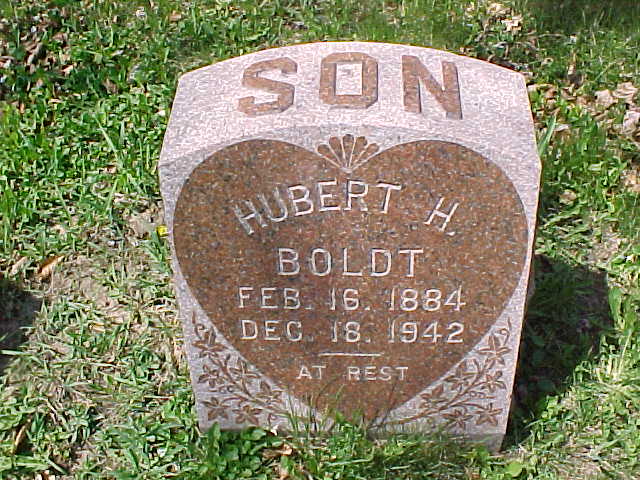 SON
HUBERT H.
BOLDT
FEB. 16. 1884
DEC. 18. 1942
AT REST